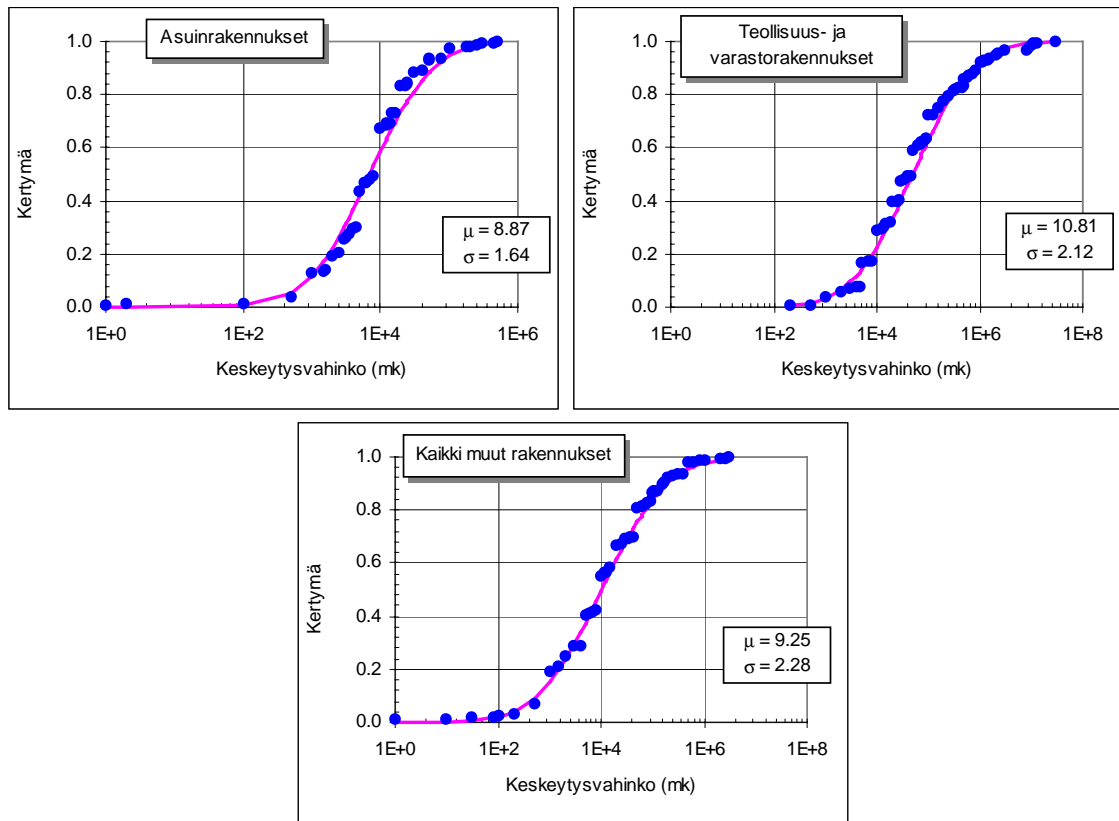 Asuinrakennukset
1.0
0.8
0.6
0.4
0.2
0.0
Kertymä
μ = 8.87
σ = 1.64
1E+0
1E+2
1E+4
1E+6
Keskeytysvahinko (mk)
Teollisuus- ja
varastorakennukset
1.0
0.8
0.6
0.4
0.2
0.0
Kertymä
μ = 10.81
σ = 2.12
1E+0
1E+2
1E+4
1E+6
1E+8
Keskeytysvahinko (mk)
Kaikki muut rakennukset
1.0
0.8
0.6
0.4
0.2
0.0
Kertymä
μ = 9.25
σ = 2.28
1E+0
1E+2
1E+4
1E+6
1E+8
Keskeytysvahinko (mk)